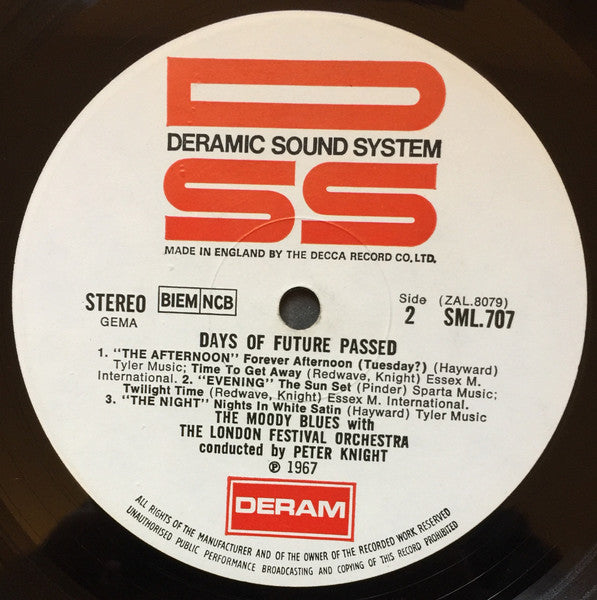 D
DERAMIC SOUND SYSTEM
SS
MADE IN ENGLAND BY THE DECCA RECORD CO. LTD.
STEREO BIEM NCB Side (ZAL.8079)
GEMA 2 SML.707
DAYS OF FUTURE PASSED
1. "THE AFTERNOON" Forever Afternoon (Tuesday?) (Hayward)
Tyler Music; Time To Get Away (Redwave, Knight) Essex M.
International. 2. "EVENING" The Sun Set (Pinder) Sparta Music;
Twilight Time (Redwave, Knight) Essex M. International.
3. "THE NIGHT" Nights In White Satin (Hayward) Tyler Music
THE MOODY BLUES with
THE LONDON FESTIVAL ORCHESTRA
conducted by PETER KNIGHT
℗ 1967
DERAM
ALL RIGHTS OF THE MANUFACTURER AND OF THE OWNER OF THE RECORDED WORK RESERVED
UNAUTHORISED PUBLIC PERFORMANCE BROADCASTING AND COPYING OF THIS RECORD PROHIBITED